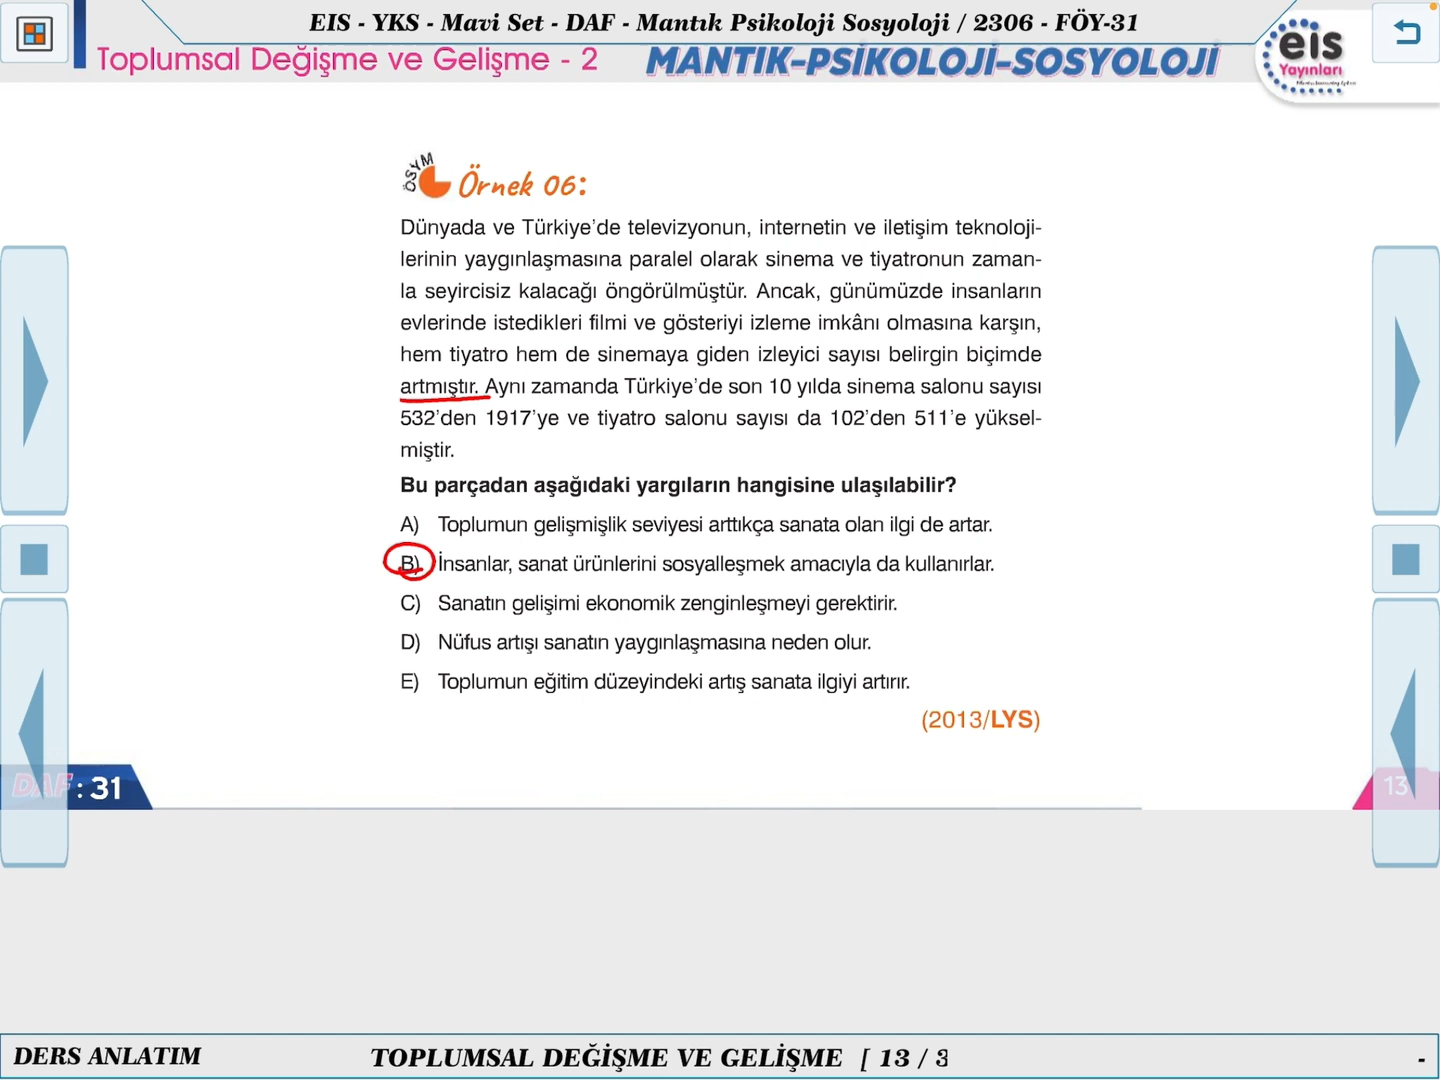 EIS - YKS - Mavi Set - DAF - Mantık Psikoloji Sosyoloji / 2306 - FÖY-31
Toplumsal Değişme ve Gelişme - 2
MANTIK-PSİKOLOJİ-SOSYOLOJİ
eis
Yayınları
ÖSYM
Örnek 06:
Dünyada ve Türkiye'de televizyonun, internetin ve iletişim teknoloji-
lerinin yaygınlaşmasına paralel olarak sinema ve tiyatronun zaman-
la seyircisiz kalacağı öngörülmüştür. Ancak, günümüzde insanların
evlerinde istedikleri filmi ve gösteriyi izleme imkânı olmasına karşın,
hem tiyatro hem de sinemaya giden izleyici sayısı belirgin biçimde
artmıştır. Aynı zamanda Türkiye'de son 10 yılda sinema salonu sayısı
532'den 1917'ye ve tiyatro salonu sayısı da 102'den 511'e yüksel-
miştir.
Bu parçadan aşağıdaki yargıların hangisine ulaşılabilir?
A) Toplumun gelişmişlik seviyesi arttıkça sanata olan ilgi de artar.
B) İnsanlar, sanat ürünlerini sosyalleşmek amacıyla da kullanırlar.
C) Sanatın gelişimi ekonomik zenginleşmeyi gerektirir.
D) Nüfus artışı sanatın yaygınlaşmasına neden olur.
E) Toplumun eğitim düzeyindeki artış sanata ilgiyi artırır.
(2013/LYS)
DAF : 31
13
DERS ANLATIM
TOPLUMSAL DEĞİŞME VE GELİŞME [ 13 / 3
-